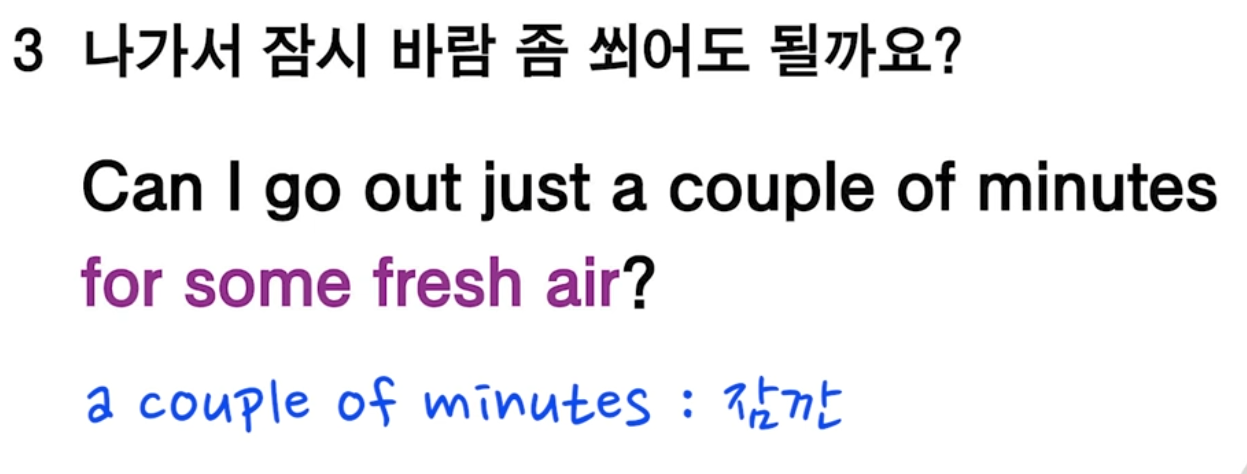 3 나가서 잠시 바람 좀 쐬어도 될까요?
Can I go out just a couple of minutes
for some fresh air?
a couple of minutes : 잠깐